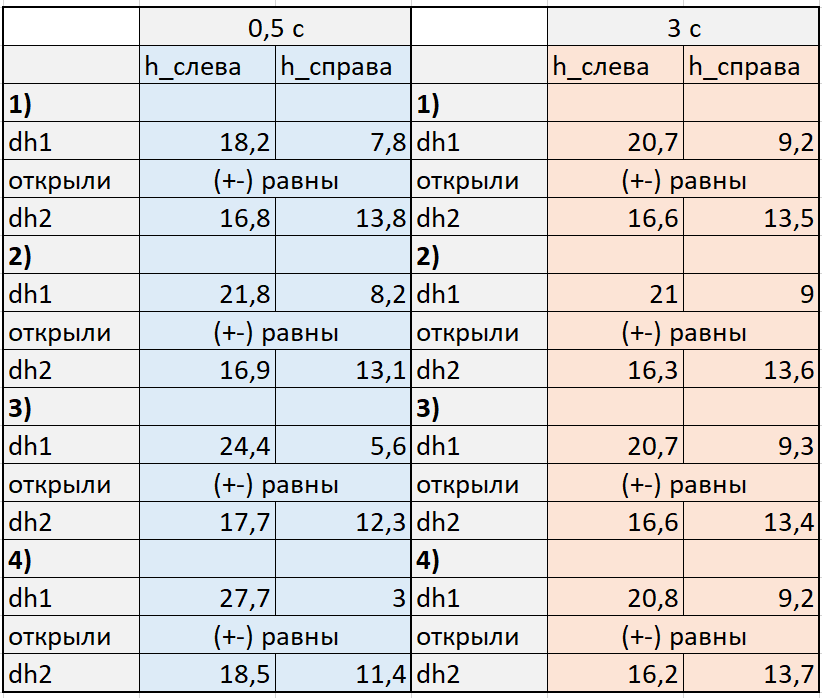 0,5 с 3 с
h_слева h_справа h_слева h_справа
1) 1)
dh1 18,2 7,8 dh1 20,7 9,2
открыли (+-) равны открыли (+-) равны
dh2 16,8 13,8 dh2 16,6 13,5
2) 2)
dh1 21,8 8,2 dh1 21 9
открыли (+-) равны открыли (+-) равны
dh2 16,9 13,1 dh2 16,3 13,6
3) 3)
dh1 24,4 5,6 dh1 20,7 9,3
открыли (+-) равны открыли (+-) равны
dh2 17,7 12,3 dh2 16,6 13,4
4) 4)
dh1 27,7 3 dh1 20,8 9,2
открыли (+-) равны открыли (+-) равны
dh2 18,5 11,4 dh2 16,2 13,7